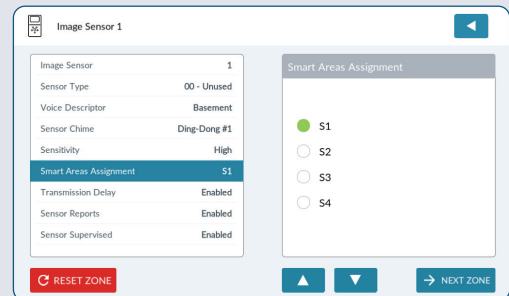 Image Sensor 1
Image Sensor 1
Sensor Type 00 - Unused
Voice Descriptor Basement
Sensor Chime Ding-Dong #1
Sensitivity High
Smart Areas Assignment S1
Transmission Delay Enabled
Sensor Reports Enabled
Sensor Supervised Enabled
Smart Areas Assignment
S1
S2
S3
S4
RESET ZONE
NEXT ZONE